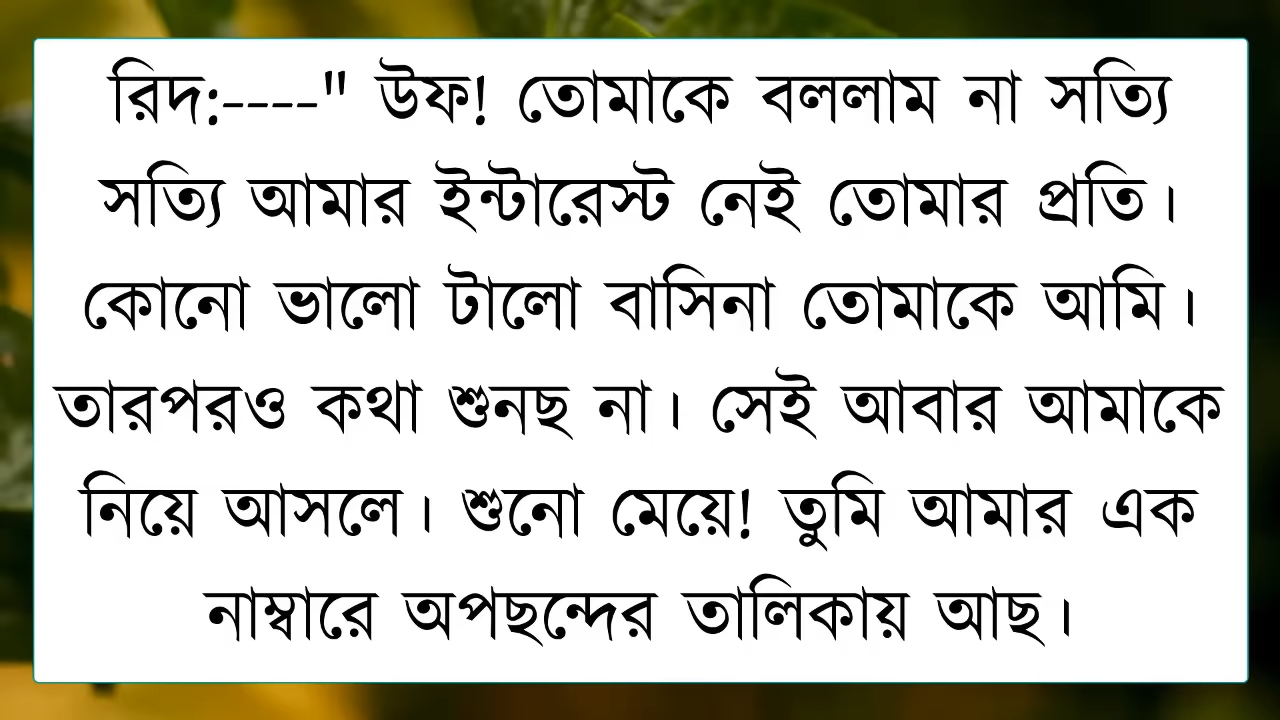 রিদ:----" উফ! তোমাকে বললাম না সত্যি
সত্যি আমার ইন্টারেস্ট নেই তোমার প্রতি।
কোনো ভালো টালো বাসিনা তোমাকে আমি।
তারপরও কথা শুনছ না। সেই আবার আমাকে
নিয়ে আসলে। শুনো মেয়ে! তুমি আমার এক
নাম্বারে অপছন্দের তালিকায় আছ।